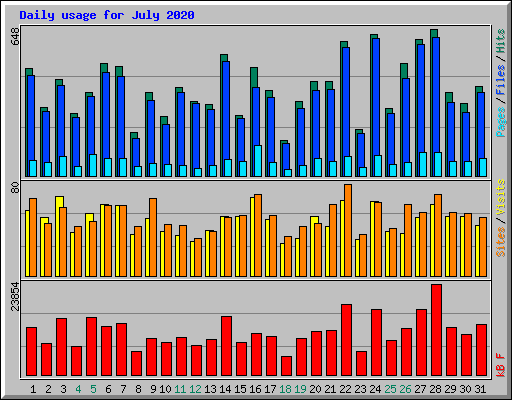 Daily usage for July 2020
648
Pages / Files / Hits
80
Sites / Visits
23854
kB F
1 2 3 4 5 6 7 8 9 10 11 12 13 14 15 16 17 18 19 20 21 22 23 24 25 26 27 28 29 30 31